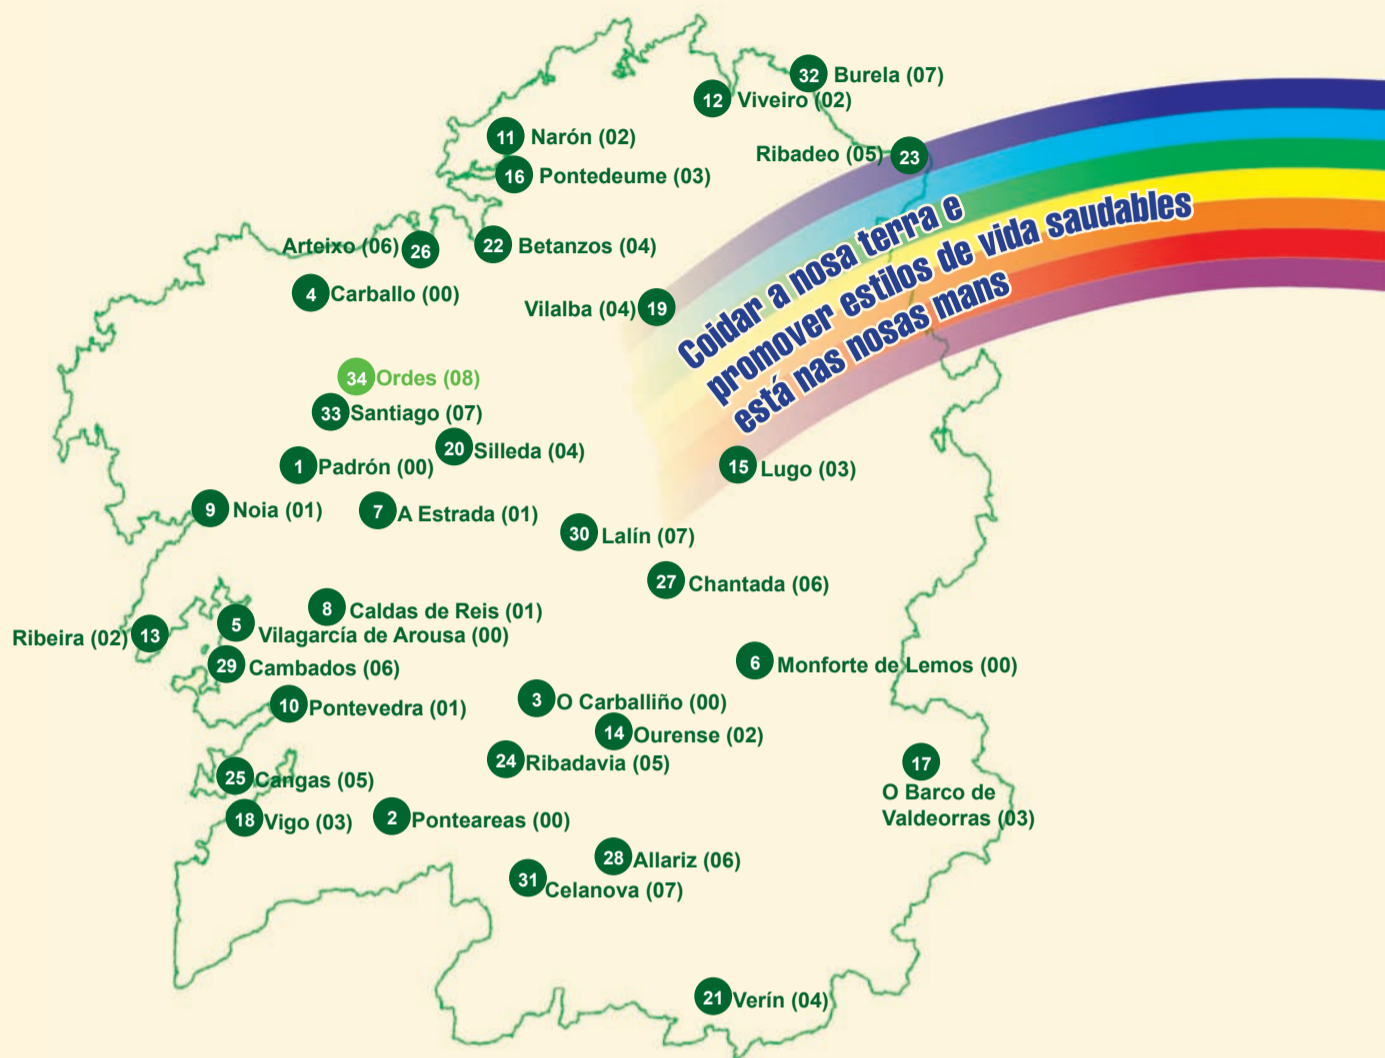 32 Burela (07)
12 Viveiro (02)
11 Narón (02)
Ribadeo (05) 23
16 Pontedeume (03)
Coidar a nosa terra e
promover estilos de vida saudables
está nas nosas mans
Arteixo (06) 26
22 Betanzos (04)
4 Carballo (00)
Vilalba (04) 19
34 Ordes (08)
33 Santiago (07)
20 Silleda (04)
1 Padrón (00)
15 Lugo (03)
9 Noia (01)
7 A Estrada (01)
30 Lalín (07)
27 Chantada (06)
8 Caldas de Reis (01)
5 Vilagarcía de Arousa (00)
Ribeira (02) 13
29 Cambados (06)
6 Monforte de Lemos (00)
3 O Carballiño (00)
10 Pontevedra (01)
14 Ourense (02)
24 Ribadavia (05)
17
O Barco de
Valdeorras (03)
25 Cangas (05)
18 Vigo (03)
2 Ponteareas (00)
28 Allariz (06)
31 Celanova (07)
21 Verín (04)